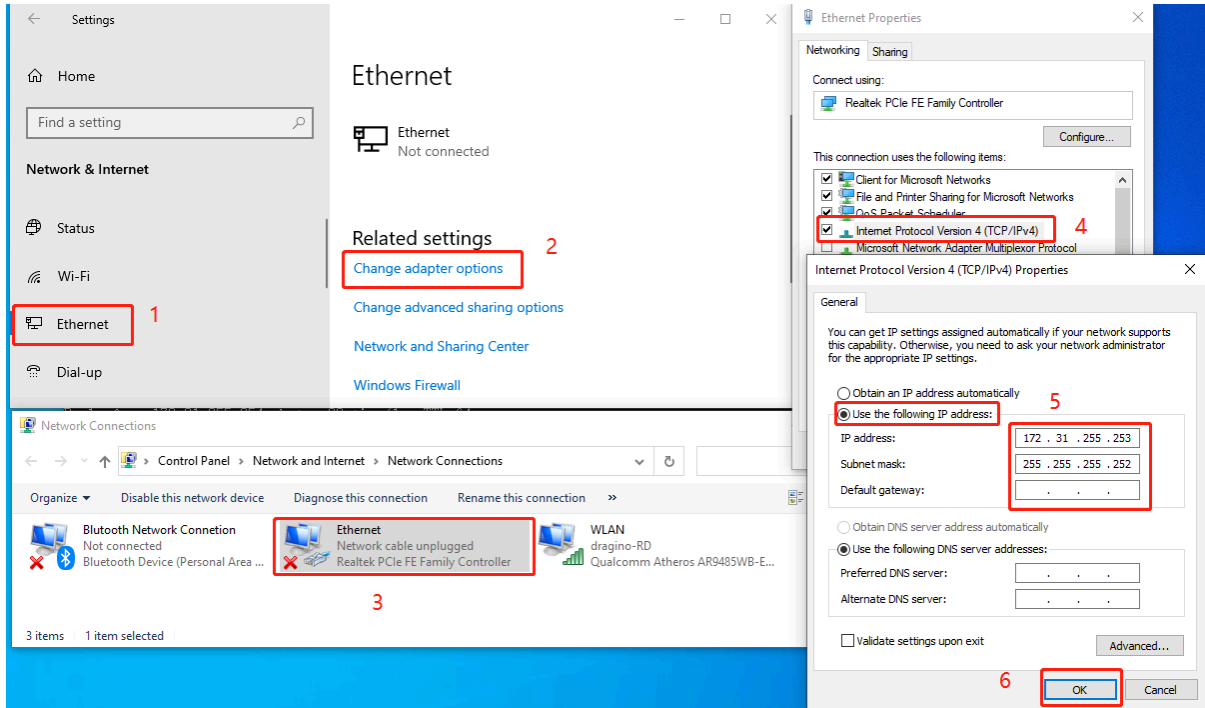 Settings
Home
Find a setting
Network & Internet
Status
Wi-Fi
Ethernet
1
Dial-up
Ethernet
Ethernet
Not connected
Related settings
2
Change adapter options
Change advanced sharing options
Network and Sharing Center
Windows Firewall
Network Connections
Control Panel > Network and Internet > Network Connections
Organize Disable this network device Diagnose this connection Rename this connection »
Blutooth Network Connetion
Not connected
Bluetooth Device (Personal Area ...
Ethernet
Network cable unplugged
Realtek PCIe FE Family Controller
WLAN
dragino-RD
Qualcomm Atheros AR9485WB-E...
3
3 items 1 item selected
Ethernet Properties
Networking Sharing
Connect using:
Realtek PCIe FE Family Controller
Configure...
This connection uses the following items:
Client for Microsoft Networks
File and Printer Sharing for Microsoft Networks
QoS Packet Scheduler
Internet Protocol Version 4 (TCP/IPv4)
4
Microsoft Network Adapter Multiplexor Protocol
Internet Protocol Version 4 (TCP/IPv4) Properties
General
You can get IP settings assigned automatically if your network supports
this capability. Otherwise, you need to ask your network administrator
for the appropriate IP settings.
Obtain an IP address automatically
5
Use the following IP address:
IP address: 172 . 31 . 255 . 253
Subnet mask: 255 . 255 . 255 . 252
Default gateway: . . .
Obtain DNS server address automatically
Use the following DNS server addresses:
Preferred DNS server: . . .
Alternate DNS server: . . .
Validate settings upon exit
Advanced...
6
OK Cancel